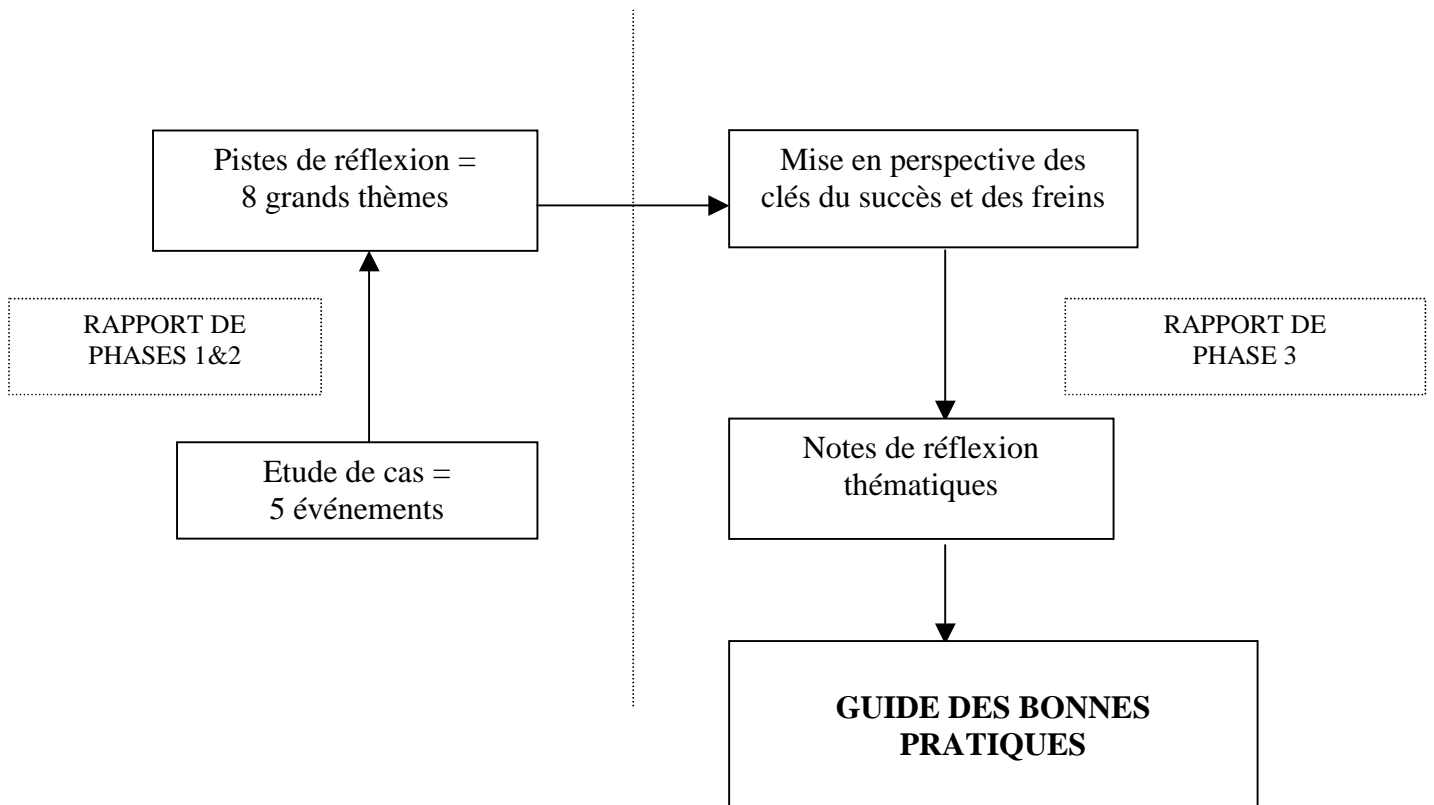 Pistes de réflexion =
8 grands thèmes
Mise en perspective des
clés du succès et des freins
RAPPORT DE
PHASES 1&2
RAPPORT DE
PHASE 3
Etude de cas =
5 événements
Notes de réflexion
thématiques
GUIDE DES BONNES
PRATIQUES